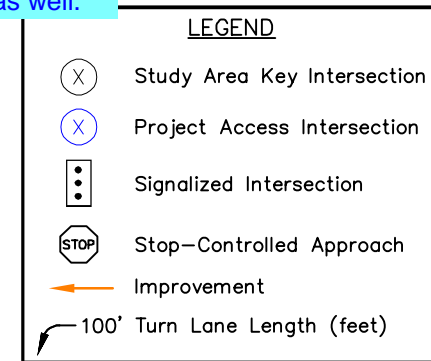 as well.
LEGEND
X Study Area Key Intersection
X Project Access Intersection
Signalized Intersection
STOP Stop-Controlled Approach
Improvement
100' Turn Lane Length (feet)